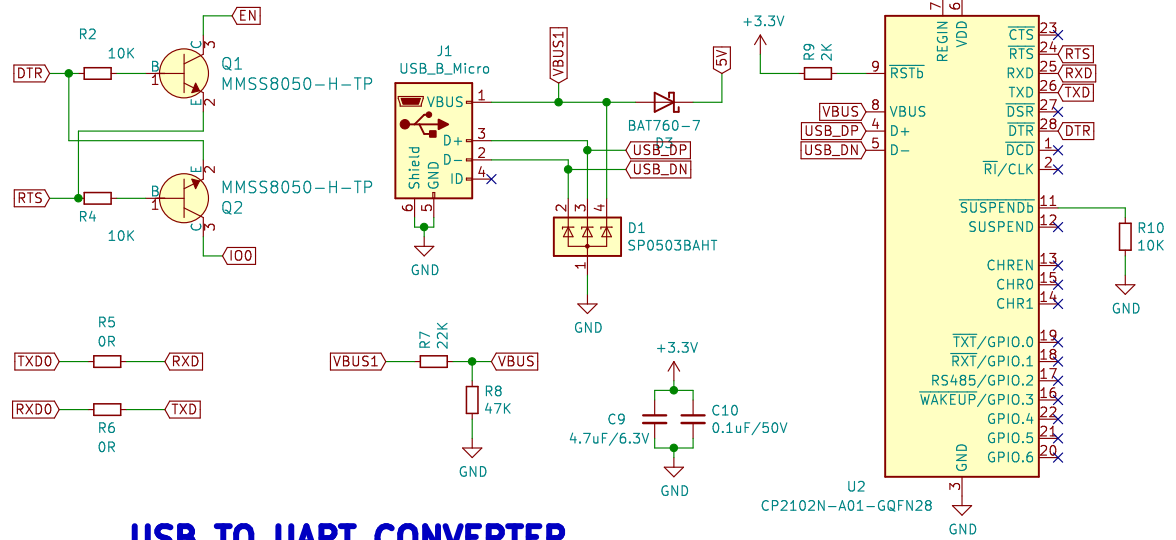 EN
R2
10K
DTR
B
1
C
3
E
2
Q1
MMSS8050-H-TP
RTS
R4
10K
B
1
E
2
C
3
MMSS8050-H-TP
Q2
IO0
J1
USB_B_Micro
VBUS
1
D+
3
D-
2
ID
4
Shield
GND
6
5
GND
VBUS1
5V
BAT760-7
D3
USB_DP
USB_DN
2
3
4
D1
SP0503BAHT
1
GND
R5
0R
TXD0
RXD
RXD0
TXD
R6
0R
VBUS1
R7
22K
VBUS
R8
47K
GND
+3.3V
C9
4.7uF/6.3V
C10
0.1uF/50V
GND
+3.3V
R9
2K
7
6
REGIN
VDD
9
RSTb
VBUS
8
VBUS
USB_DP
4
D+
USB_DN
5
D-
CTS
23
RTS
24
RTS
RXD
25
RXD
TXD
26
TXD
DSR
27
DTR
28
DTR
DCD
1
RI/CLK
2
SUSPENDb
11
SUSPEND
12
R10
10K
GND
CHREN
13
CHR0
15
CHR1
14
TXT/GPIO.0
19
RXT/GPIO.1
18
RS485/GPIO.2
17
WAKEUP/GPIO.3
16
GPIO.4
22
GPIO.5
21
GPIO.6
20
GND
3
U2
CP2102N-A01-GQFN28
GND
USB TO UART CONVERTER